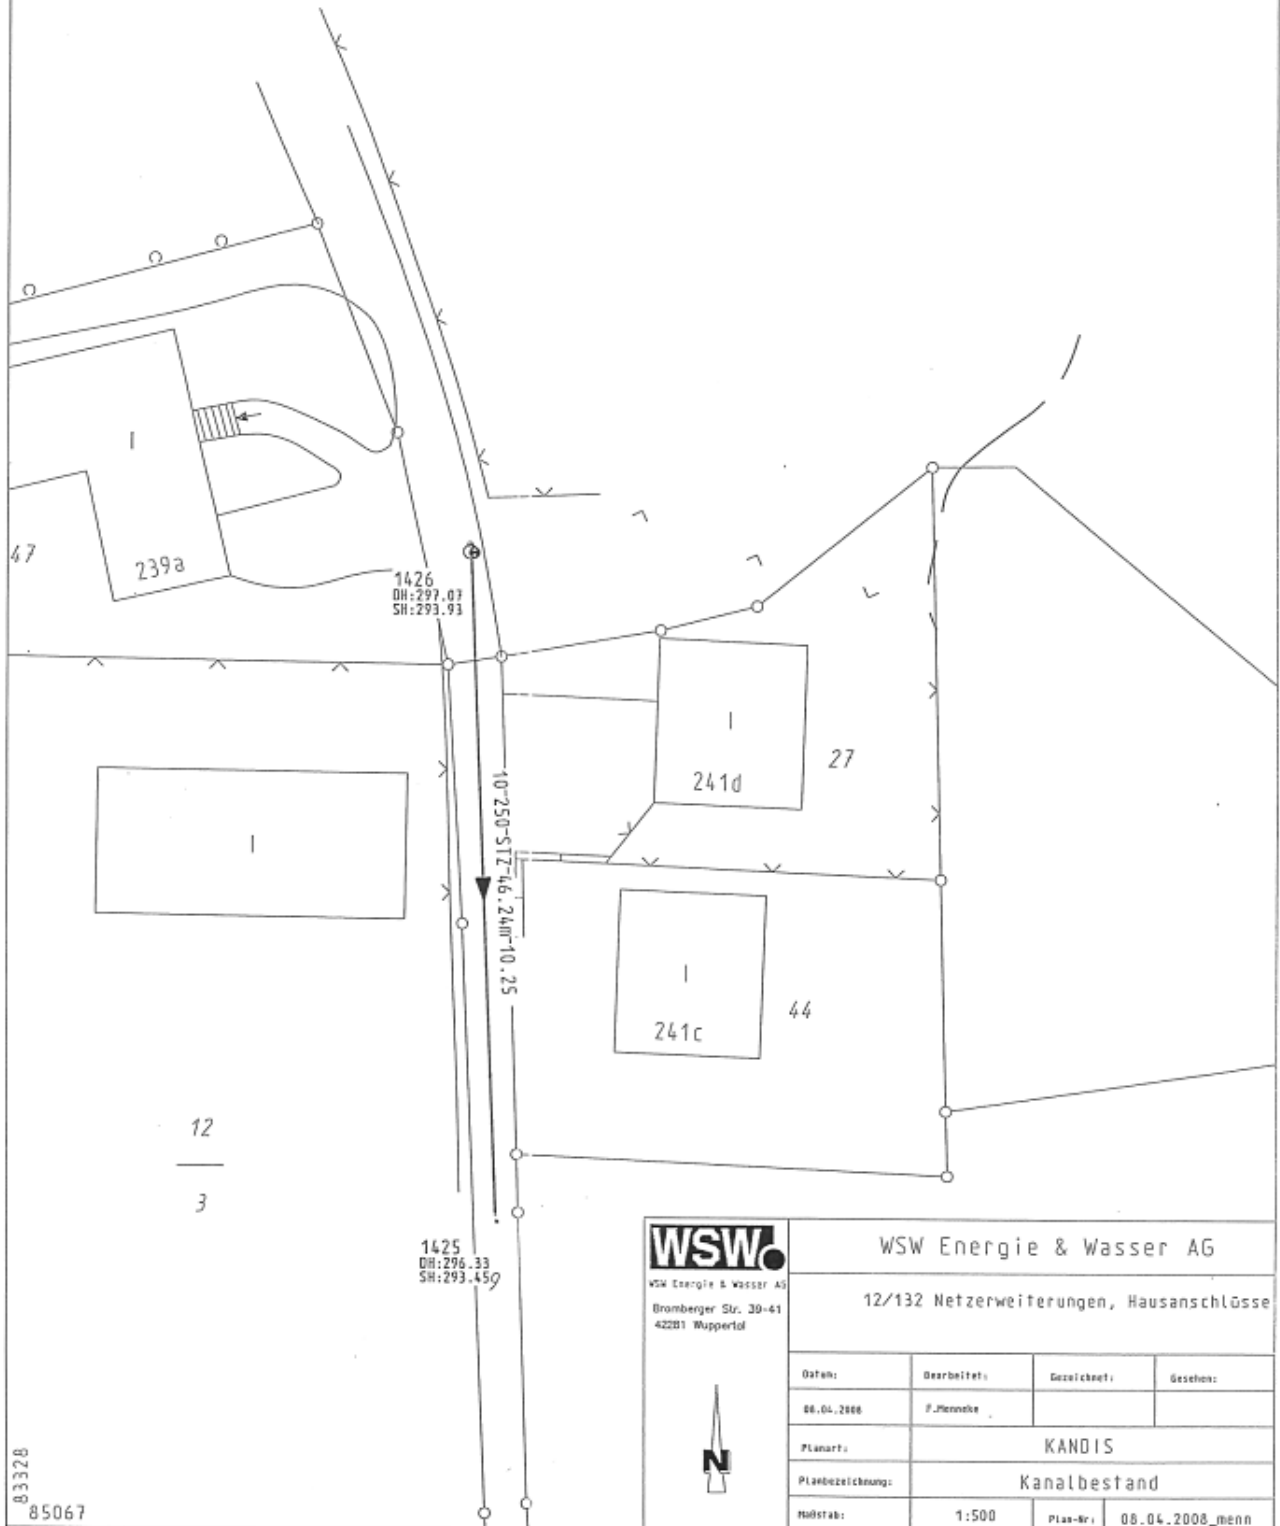 47
239a
1426
DH:297.07
SH:293.93
I
I
241d
27
10-250-STZ-46.24m-10.25
I
I
241c
44
12
3
1425
DH:296.33
SH:293.459
83328
85067
WSW.
WSW Energie & Wasser AG
Bromberger Str. 39-41
42281 Wuppertal
N
WSW Energie & Wasser AG
12/132 Netzerweiterungen, Hausanschlüsse
Datum: Bearbeitet: Gezeichnet: Gesehen:
08.04.2008 F.Menneke
Planart: KANDIS
Planbezeichnung: Kanalbestand
Maßstab: 1:500 Plan-Nr: 08.04.2008_menn